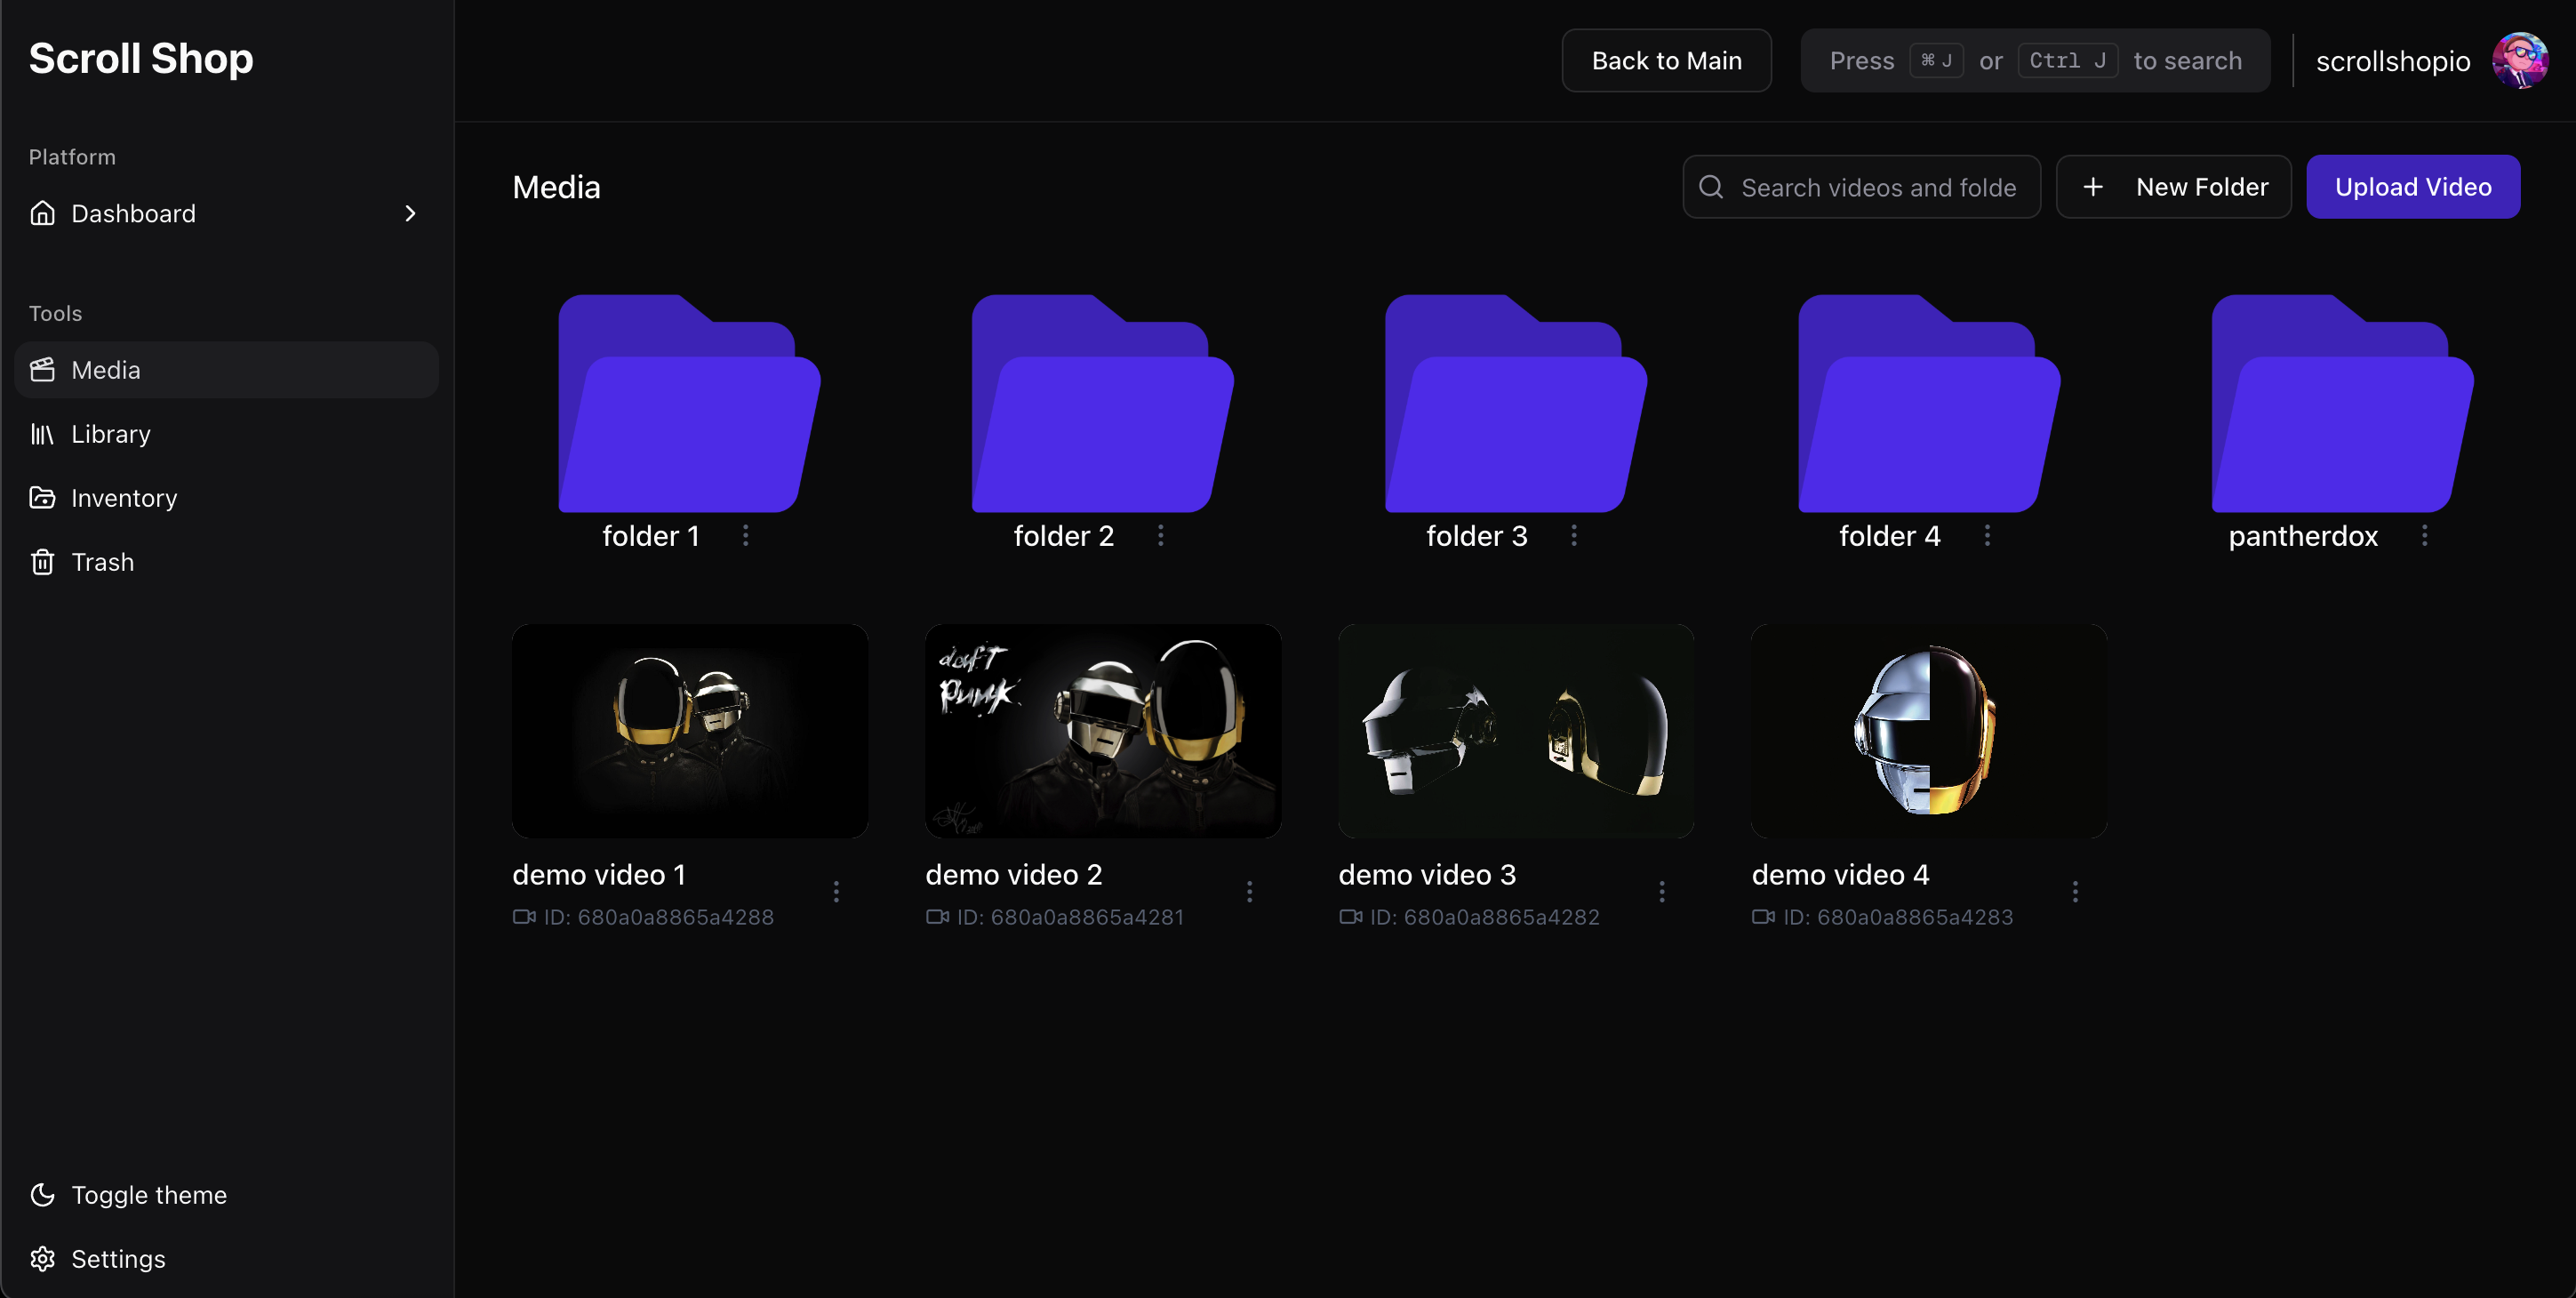 Scroll Shop
Back to Main
Press ⌘ J or Ctrl J to search
scrollshopio
Platform
Dashboard
Tools
Media
Library
Inventory
Trash
Toggle theme
Settings
Media
Search videos and folde
+ New Folder
Upload Video
folder 1
folder 2
folder 3
folder 4
pantherdox
daft
Punk
demo video 1
ID: 680a0a8865a4288
demo video 2
ID: 680a0a8865a4281
demo video 3
ID: 680a0a8865a4282
demo video 4
ID: 680a0a8865a4283